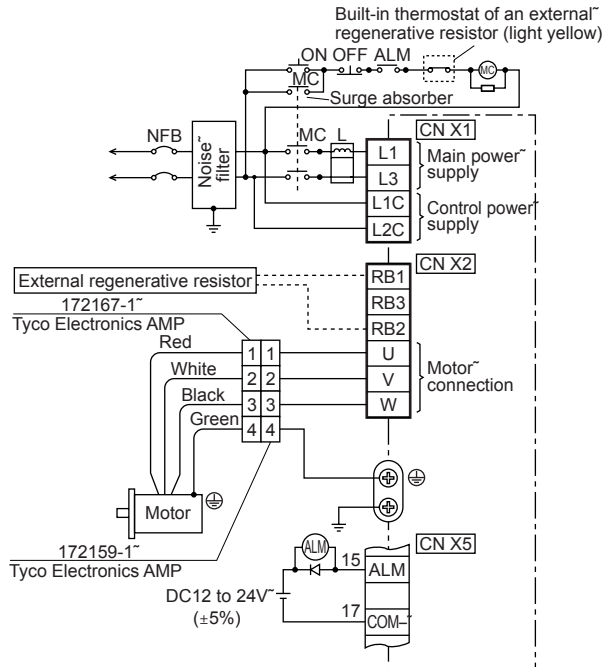 Built-in thermostat of an external˜
regenerative resistor (light yellow)
ON OFF ALM
MC
MC
Surge absorber
NFB
Noise˜
filter
MC L
CN X1
L1
L3
L1C
L2C
Main power˜
supply
Control power˜
supply
CN X2
External regenerative resistor
RB1
RB3
RB2
U
V
W
Motor˜
connection
172167-1˜
Tyco Electronics AMP
Red
White
Black
Green
1 1
2 2
3 3
4 4
Motor
172159-1˜
Tyco Electronics AMP
CN X5
ALM
15
ALM
DC12 to 24V˜
(±5%)
17
COM–˜